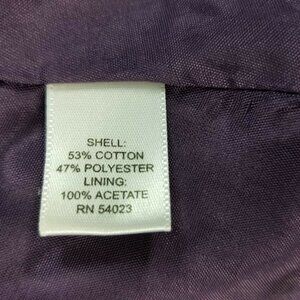 SHELL:
53% COTTON
47% POLYESTER
LINING:
100% ACETATE
RN 54023